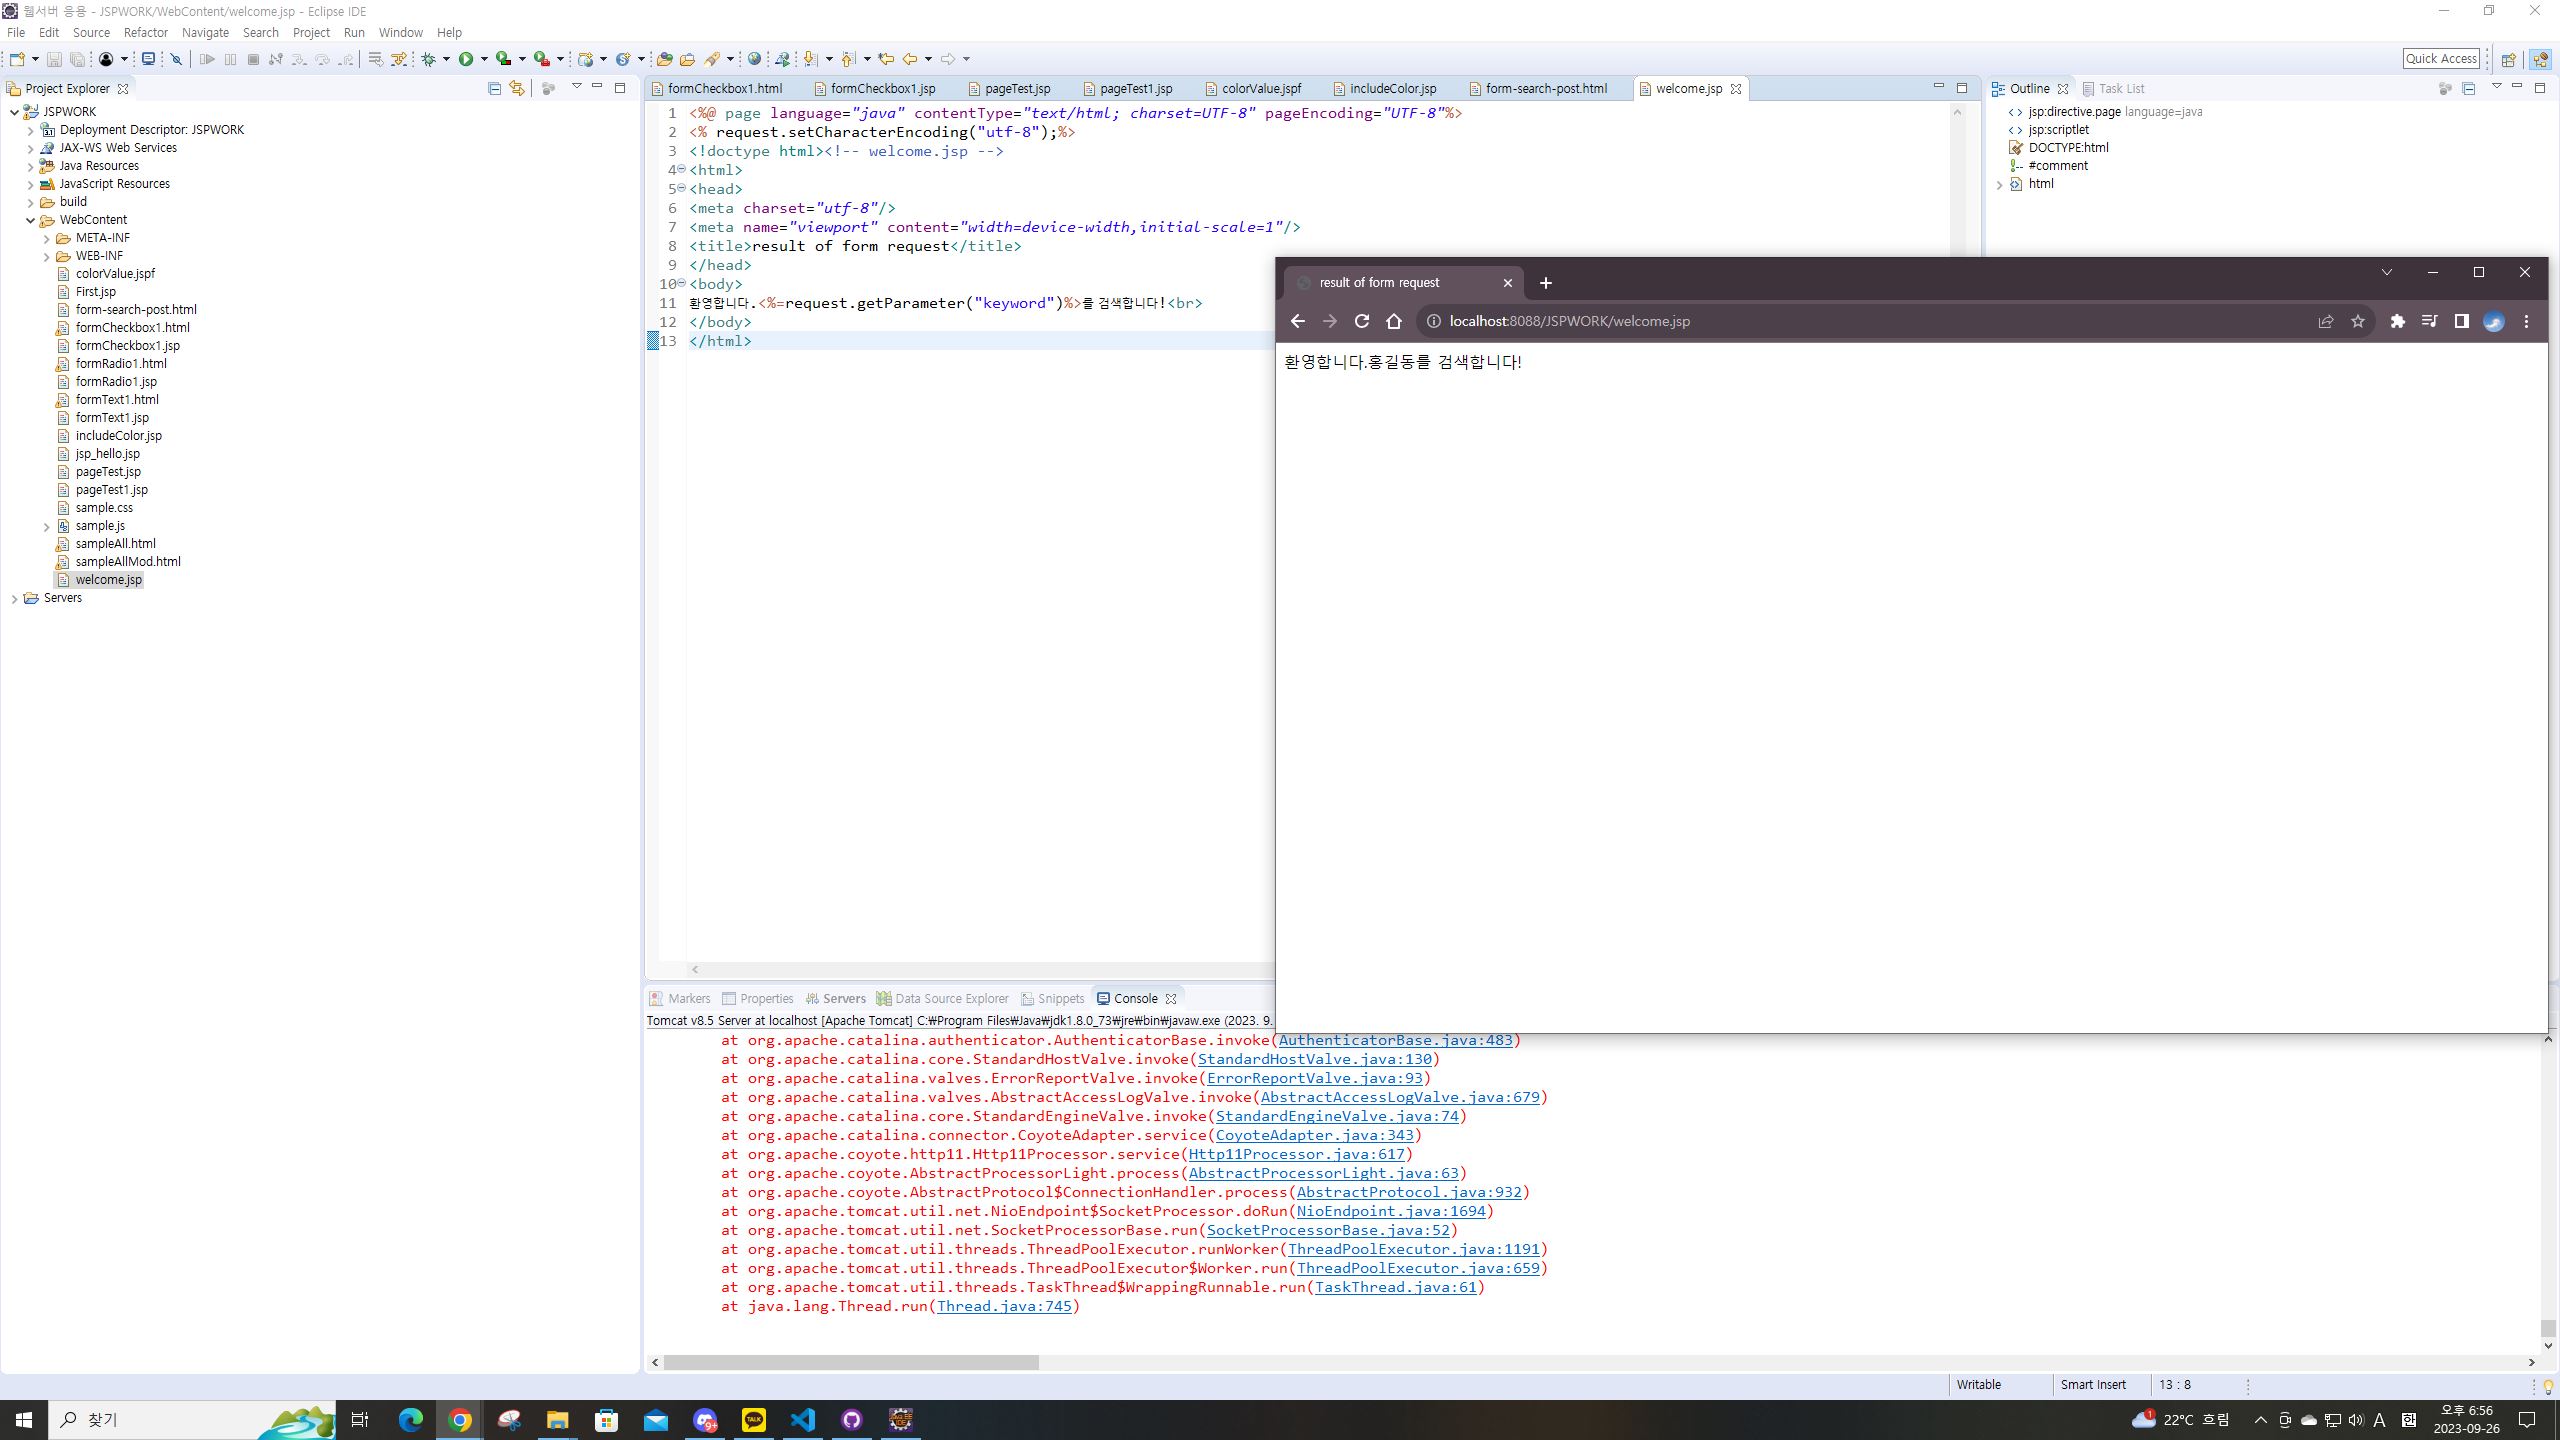 웹서버 응용 - JSPWORK/WebContent/welcome.jsp - Eclipse IDE
File Edit Source Refactor Navigate Search Project Run Window Help
Quick Access
Project Explorer
JSPWORK
Deployment Descriptor: JSPWORK
JAX-WS Web Services
Java Resources
JavaScript Resources
build
WebContent
META-INF
WEB-INF
colorValue.jspf
First.jsp
form-search-post.html
formCheckbox1.html
formCheckbox1.jsp
formRadio1.html
formRadio1.jsp
formText1.html
formText1.jsp
includeColor.jsp
jsp_hello.jsp
pageTest.jsp
pageTest1.jsp
sample.css
sample.js
sampleAll.html
sampleAllMod.html
welcome.jsp
Servers
formCheckbox1.html formCheckbox1.jsp pageTest.jsp pageTest1.jsp colorValue.jspf includeColor.jsp form-search-post.html welcome.jsp
1 <%@ page language="java" contentType="text/html; charset=UTF-8" pageEncoding="UTF-8"%>
2 <% request.setCharacterEncoding("utf-8");%>
3 <!doctype html><!-- welcome.jsp -->
4 <html>
5 <head>
6 <meta charset="utf-8"/>
7 <meta name="viewport" content="width=device-width,initial-scale=1"/>
8 <title>result of form request</title>
9 </head>
10 <body>
11 환영합니다.<%=request.getParameter("keyword")%>를 검색합니다!<br>
12 </body>
13 </html>
Outline Task List
jsp:directive.page language=java
jsp:scriptlet
DOCTYPE:html
#comment
html
result of form request
localhost:8088/JSPWORK/welcome.jsp
환영합니다.홍길동를 검색합니다!
Markers Properties Servers Data Source Explorer Snippets Console
Tomcat v8.5 Server at localhost [Apache Tomcat] C:₩Program Files₩Java₩jdk1.8.0_73₩jre₩bin₩javaw.exe (2023. 9.
at org.apache.catalina.authenticator.AuthenticatorBase.invoke(AuthenticatorBase.java:483)
at org.apache.catalina.core.StandardHostValve.invoke(StandardHostValve.java:130)
at org.apache.catalina.valves.ErrorReportValve.invoke(ErrorReportValve.java:93)
at org.apache.catalina.valves.AbstractAccessLogValve.invoke(AbstractAccessLogValve.java:679)
at org.apache.catalina.core.StandardEngineValve.invoke(StandardEngineValve.java:74)
at org.apache.catalina.connector.CoyoteAdapter.service(CoyoteAdapter.java:343)
at org.apache.coyote.http11.Http11Processor.service(Http11Processor.java:617)
at org.apache.coyote.AbstractProcessorLight.process(AbstractProcessorLight.java:63)
at org.apache.coyote.AbstractProtocol$ConnectionHandler.process(AbstractProtocol.java:932)
at org.apache.tomcat.util.net.NioEndpoint$SocketProcessor.doRun(NioEndpoint.java:1694)
at org.apache.tomcat.util.net.SocketProcessorBase.run(SocketProcessorBase.java:52)
at org.apache.tomcat.util.threads.ThreadPoolExecutor.runWorker(ThreadPoolExecutor.java:1191)
at org.apache.tomcat.util.threads.ThreadPoolExecutor$Worker.run(ThreadPoolExecutor.java:659)
at org.apache.tomcat.util.threads.TaskThread$WrappingRunnable.run(TaskThread.java:61)
at java.lang.Thread.run(Thread.java:745)
Writable Smart Insert 13 : 8
찾기
9+
TALK
1
22°C 흐림
A 한
오후 6:56
2023-09-26